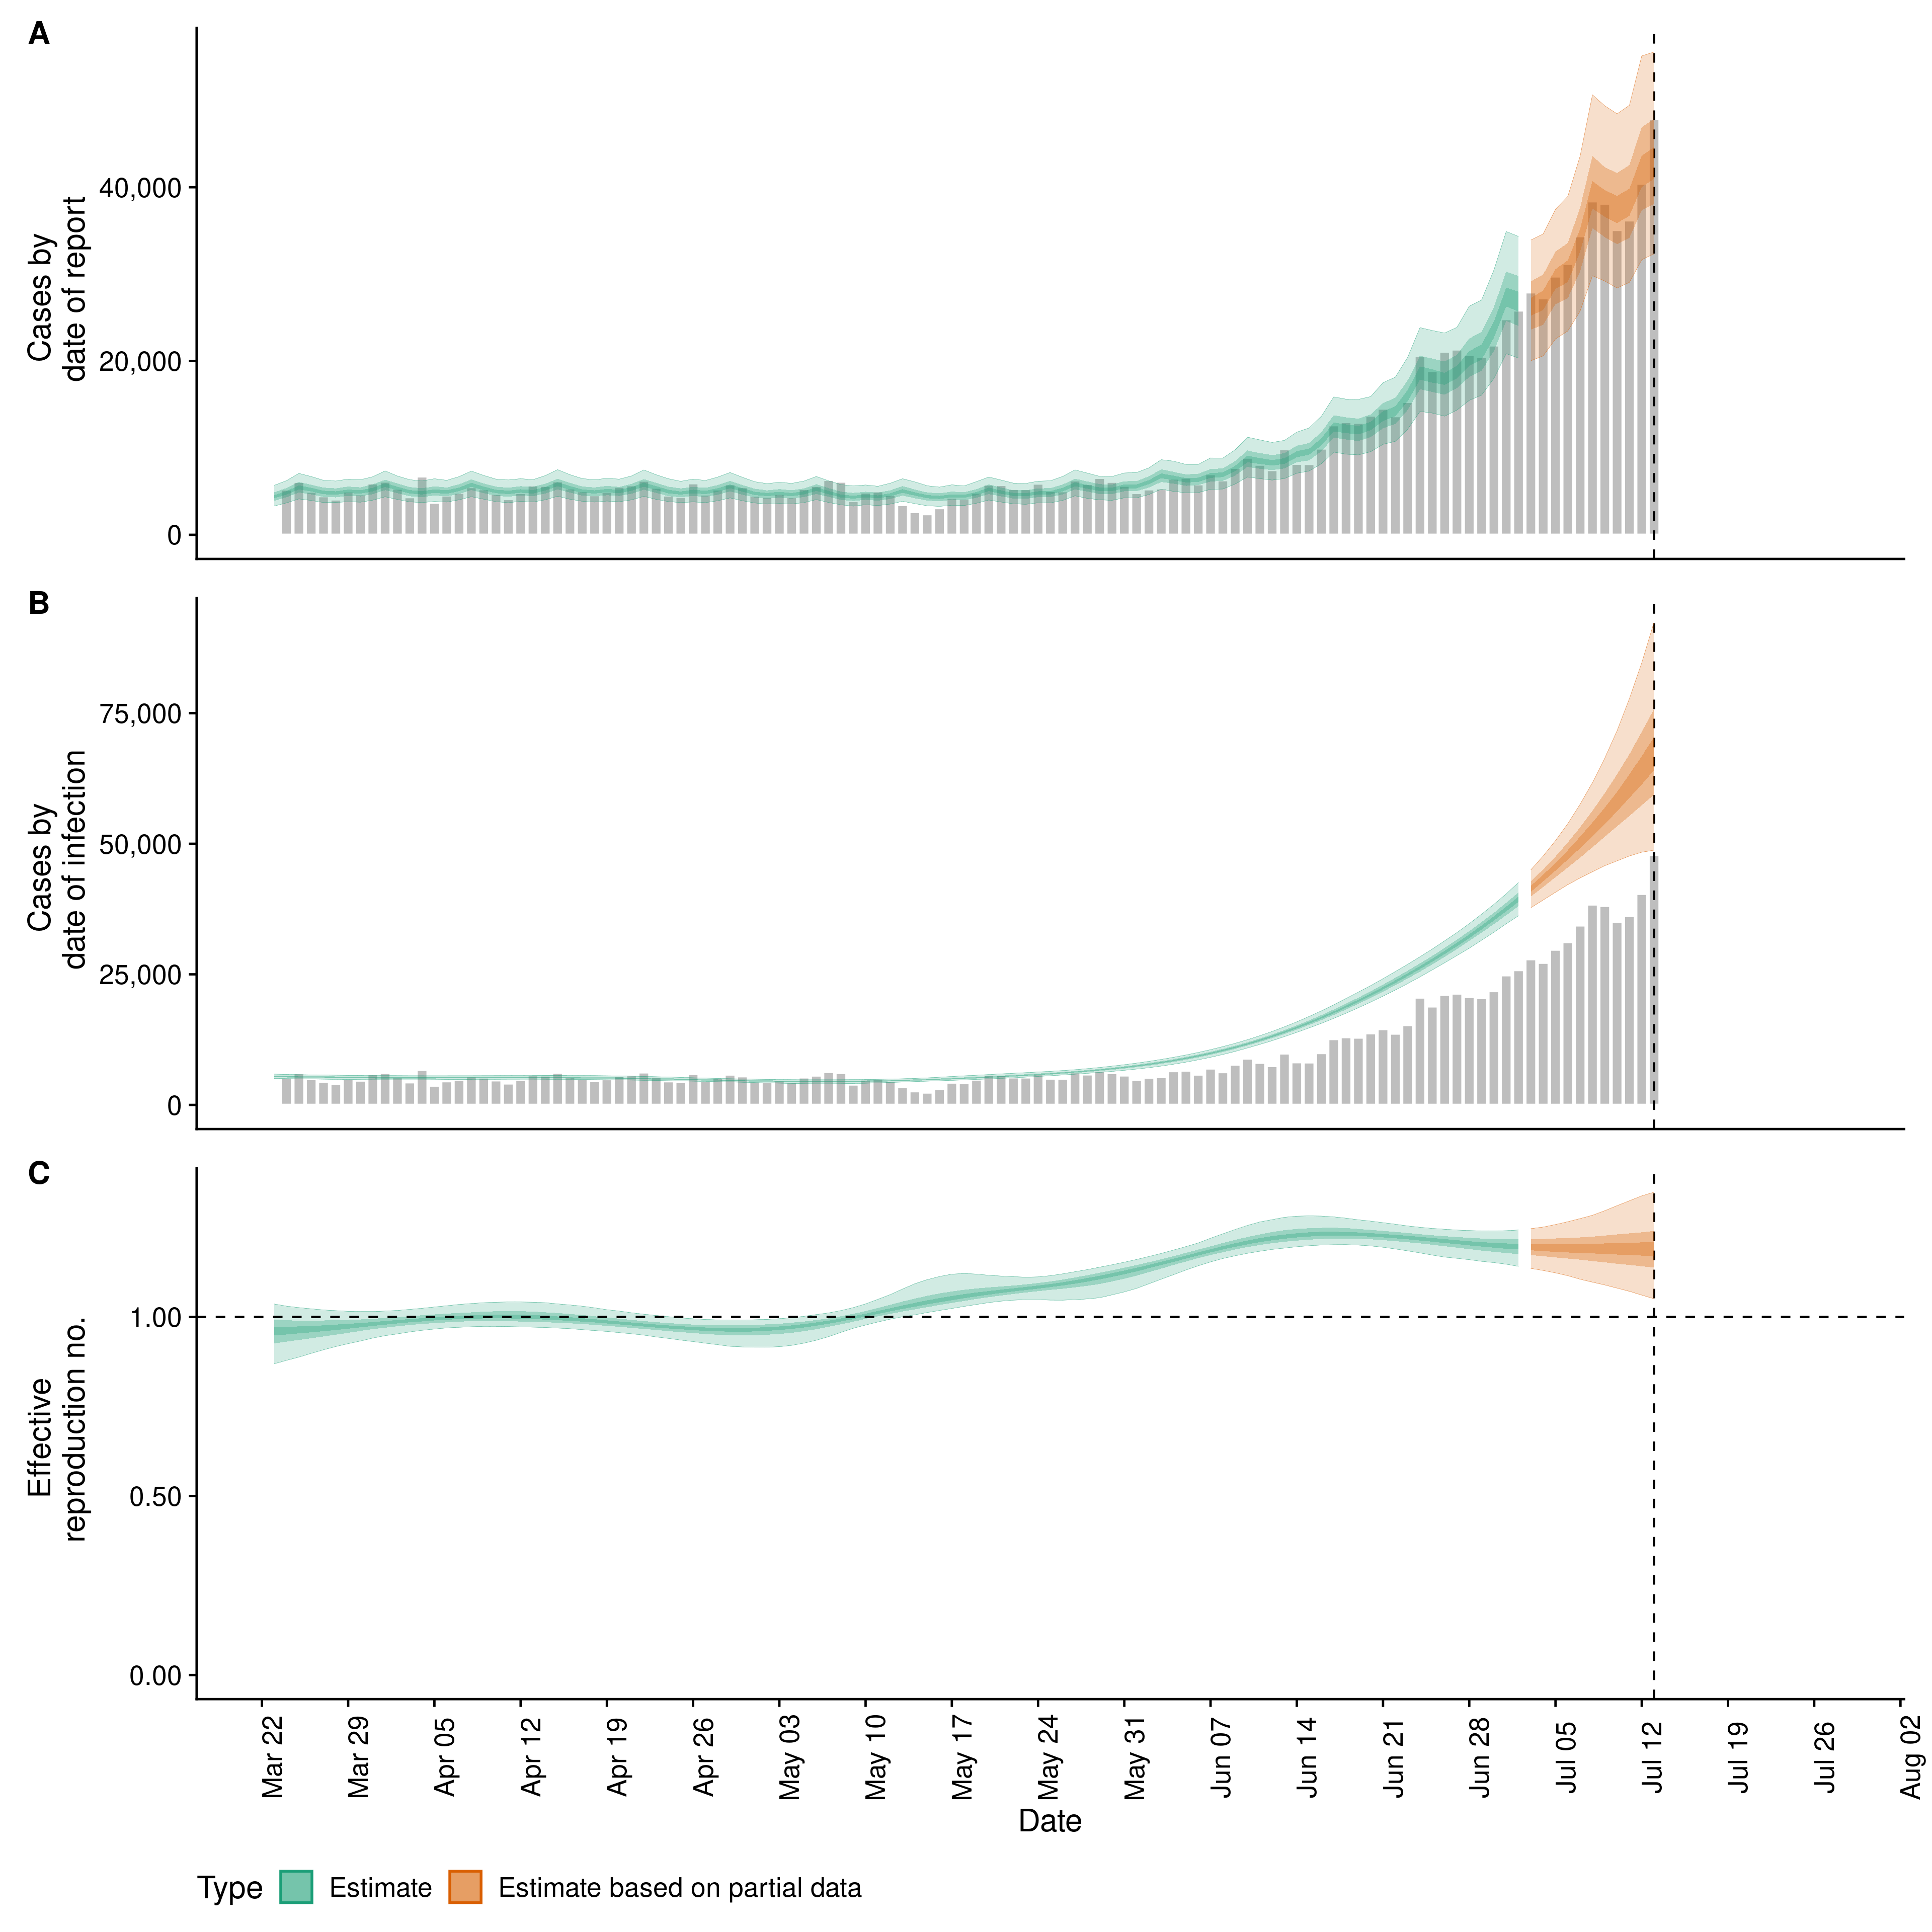 A
Cases by
date of report
40,000
20,000
0
B
Cases by
date of infection
75,000
50,000
25,000
0
C
Effective
reproduction no.
1.00
0.50
0.00
Mar 22
Mar 29
Apr 05
Apr 12
Apr 19
Apr 26
May 03
May 10
May 17
May 24
May 31
Jun 07
Jun 14
Jun 21
Jun 28
Jul 05
Jul 12
Jul 19
Jul 26
Aug 02
Date
Type
Estimate
Estimate based on partial data